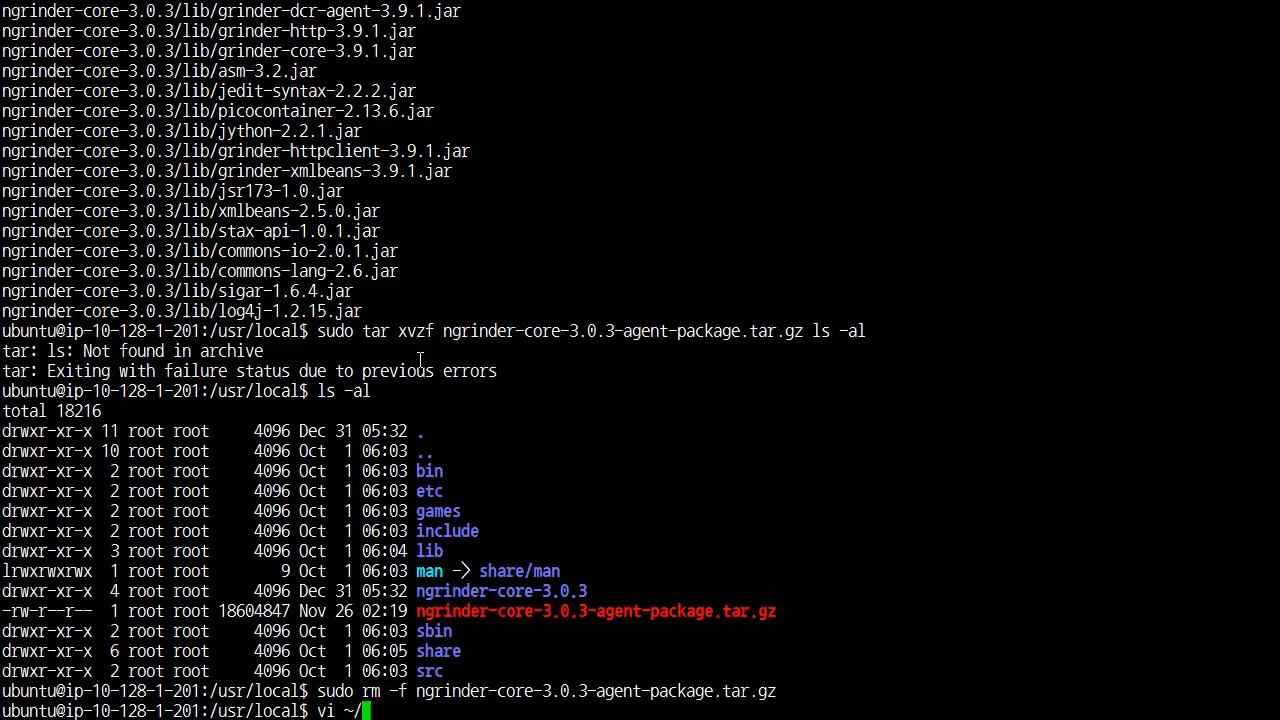 ngrinder-core-3.0.3/lib/grinder-dcr-agent-3.9.1.jar
ngrinder-core-3.0.3/lib/grinder-http-3.9.1.jar
ngrinder-core-3.0.3/lib/grinder-core-3.9.1.jar
ngrinder-core-3.0.3/lib/asm-3.2.jar
ngrinder-core-3.0.3/lib/jedit-syntax-2.2.2.jar
ngrinder-core-3.0.3/lib/picocontainer-2.13.6.jar
ngrinder-core-3.0.3/lib/jython-2.2.1.jar
ngrinder-core-3.0.3/lib/grinder-httpclient-3.9.1.jar
ngrinder-core-3.0.3/lib/grinder-xmlbeans-3.9.1.jar
ngrinder-core-3.0.3/lib/jsr173-1.0.jar
ngrinder-core-3.0.3/lib/xmlbeans-2.5.0.jar
ngrinder-core-3.0.3/lib/stax-api-1.0.1.jar
ngrinder-core-3.0.3/lib/commons-io-2.0.1.jar
ngrinder-core-3.0.3/lib/commons-lang-2.6.jar
ngrinder-core-3.0.3/lib/sigar-1.6.4.jar
ngrinder-core-3.0.3/lib/log4j-1.2.15.jar
ubuntu@ip-10-128-1-201:/usr/local$ sudo tar xvzf ngrinder-core-3.0.3-agent-package.tar.gz ls -al
tar: ls: Not found in archive
tar: Exiting with failure status due to previous errors
ubuntu@ip-10-128-1-201:/usr/local$ ls -al
total 18216
drwxr-xr-x 11 root root     4096 Dec 31 05:32 .
drwxr-xr-x 10 root root     4096 Oct  1 06:03 ..
drwxr-xr-x  2 root root     4096 Oct  1 06:03 bin
drwxr-xr-x  2 root root     4096 Oct  1 06:03 etc
drwxr-xr-x  2 root root     4096 Oct  1 06:03 games
drwxr-xr-x  2 root root     4096 Oct  1 06:03 include
drwxr-xr-x  3 root root     4096 Oct  1 06:04 lib
lrwxrwxrwx  1 root root        9 Oct  1 06:03 man -> share/man
drwxr-xr-x  4 root root     4096 Dec 31 05:32 ngrinder-core-3.0.3
-rw-r--r--  1 root root 18604847 Nov 26 02:19 ngrinder-core-3.0.3-agent-package.tar.gz
drwxr-xr-x  2 root root     4096 Oct  1 06:03 sbin
drwxr-xr-x  6 root root     4096 Oct  1 06:05 share
drwxr-xr-x  2 root root     4096 Oct  1 06:03 src
ubuntu@ip-10-128-1-201:/usr/local$ sudo rm -f ngrinder-core-3.0.3-agent-package.tar.gz
ubuntu@ip-10-128-1-201:/usr/local$ vi ~/